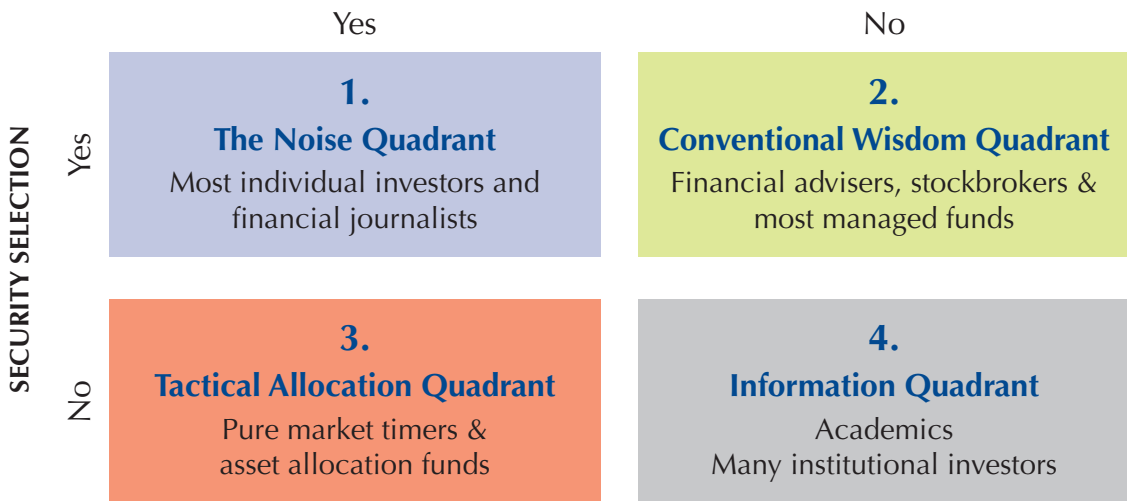 Yes
No
SECURITY SELECTION
Yes
1.
The Noise Quadrant
Most individual investors and
financial journalists
2.
Conventional Wisdom Quadrant
Financial advisers, stockbrokers &
most managed funds
No
3.
Tactical Allocation Quadrant
Pure market timers &
asset allocation funds
4.
Information Quadrant
Academics
Many institutional investors